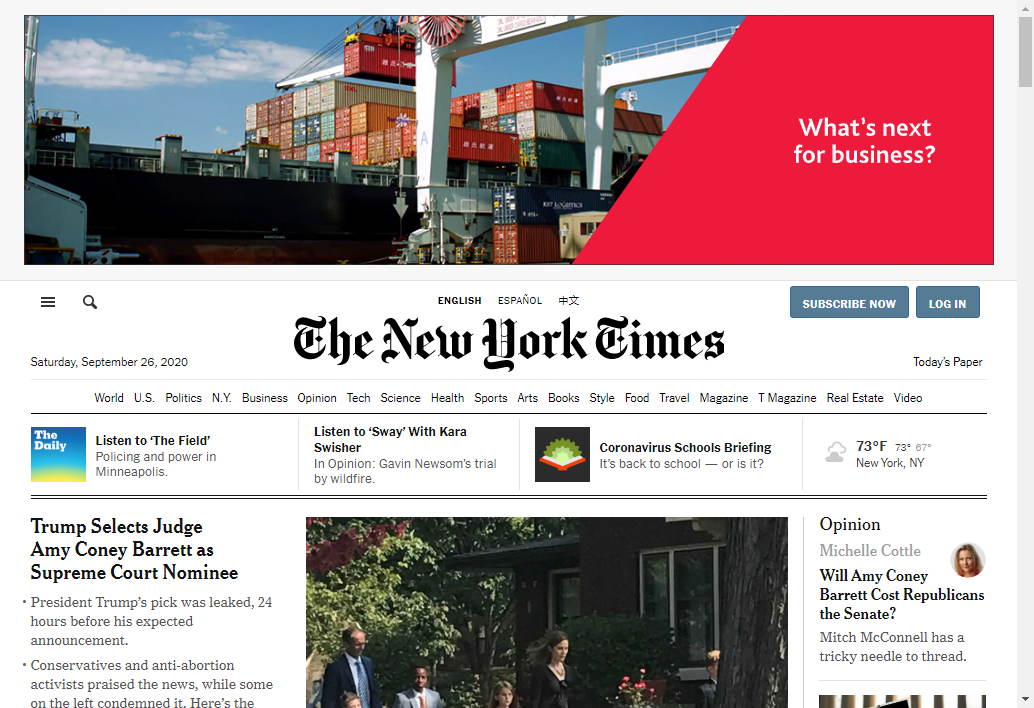 What's next
for business?
ENGLISH ESPAÑOL 中文
SUBSCRIBE NOW LOG IN
The New York Times
Saturday, September 26, 2020
Today's Paper
World U.S. Politics N.Y. Business Opinion Tech Science Health Sports Arts Books Style Food Travel Magazine T Magazine Real Estate Video
The
Daily
Listen to ‘The Field’
Policing and power in
Minneapolis.
Listen to ‘Sway’ With Kara
Swisher
In Opinion: Gavin Newsom’s trial
by wildfire.
Coronavirus Schools Briefing
It’s back to school — or is it?
73°F 73° 67°
New York, NY
Trump Selects Judge
Amy Coney Barrett as
Supreme Court Nominee
• President Trump’s pick was leaked, 24
hours before his expected
announcement.
• Conservatives and anti-abortion
activists praised the news, while some
on the left condemned it. Here’s the
Opinion
Michelle Cottle
Will Amy Coney
Barrett Cost Republicans
the Senate?
Mitch McConnell has a
tricky needle to thread.